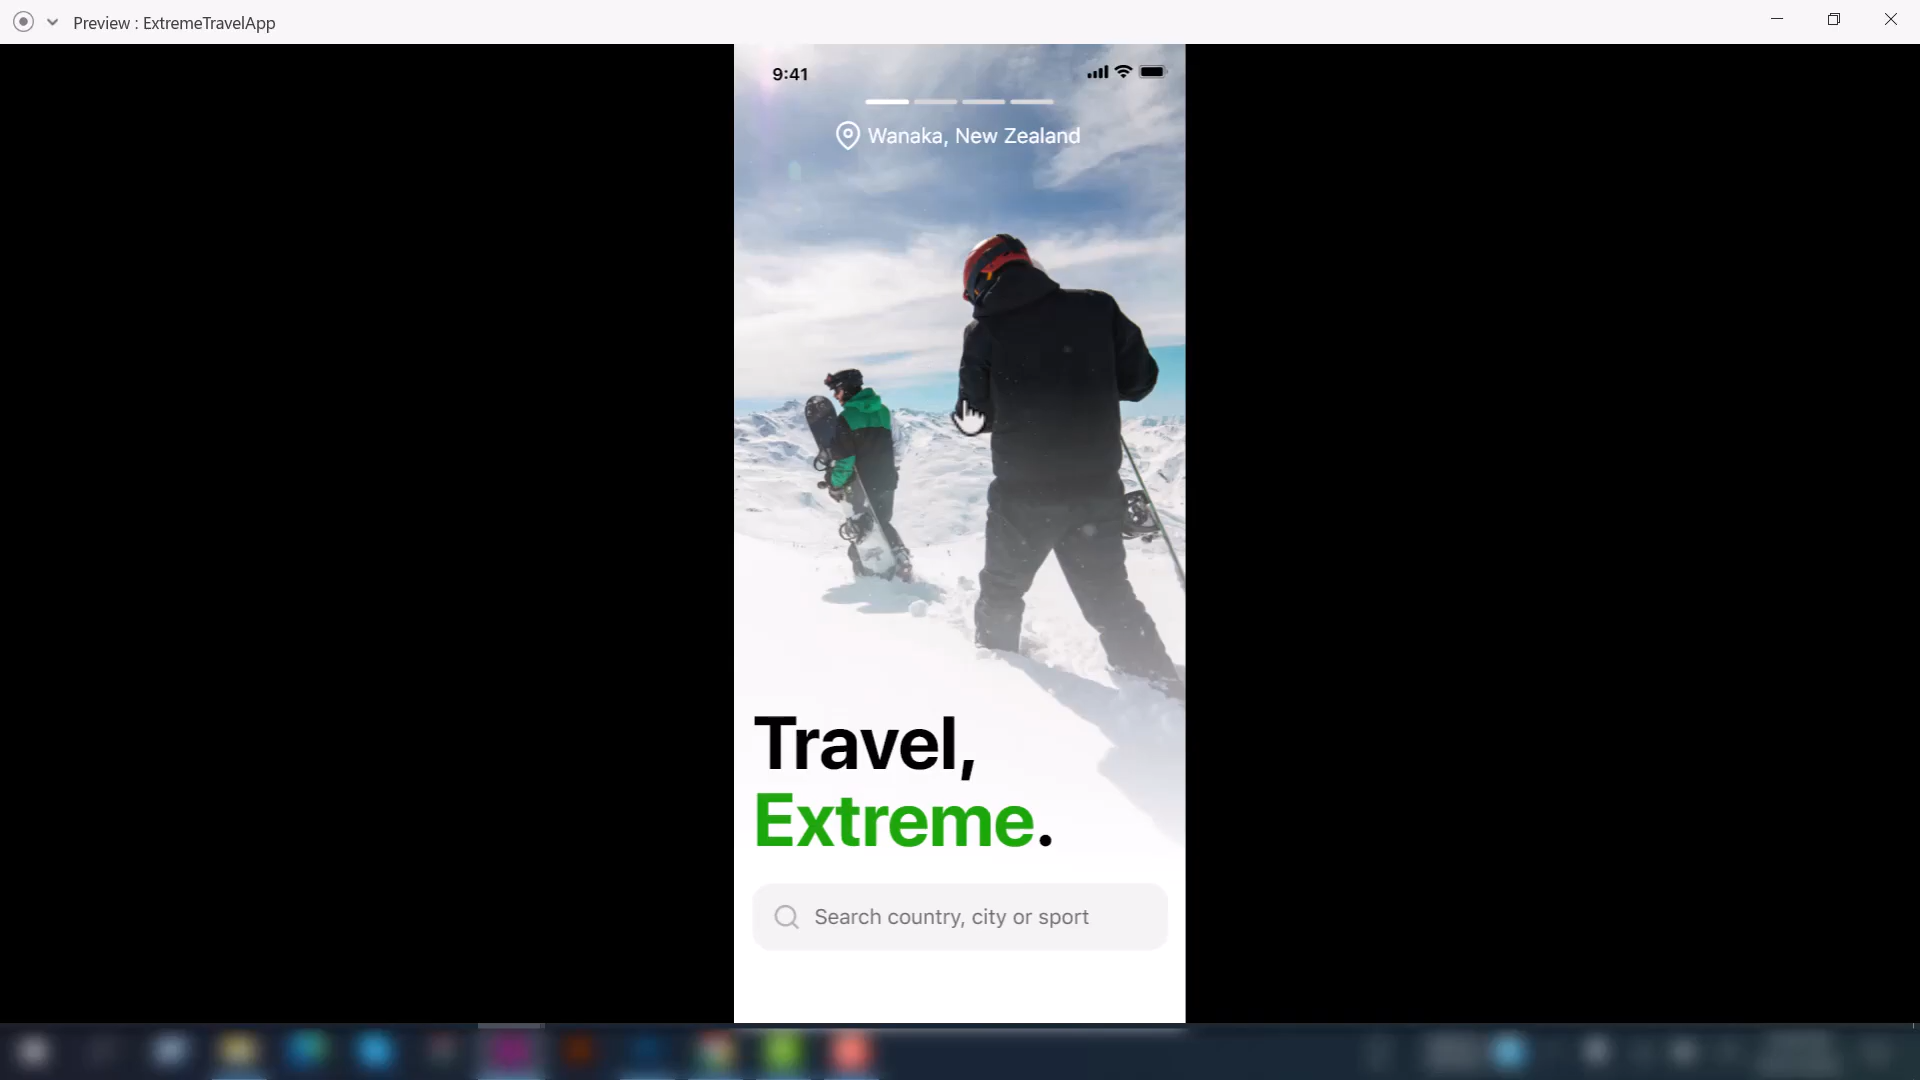 Preview : ExtremeTravelApp
9:41
Wanaka, New Zealand
Travel,
Extreme.
Search country, city or sport